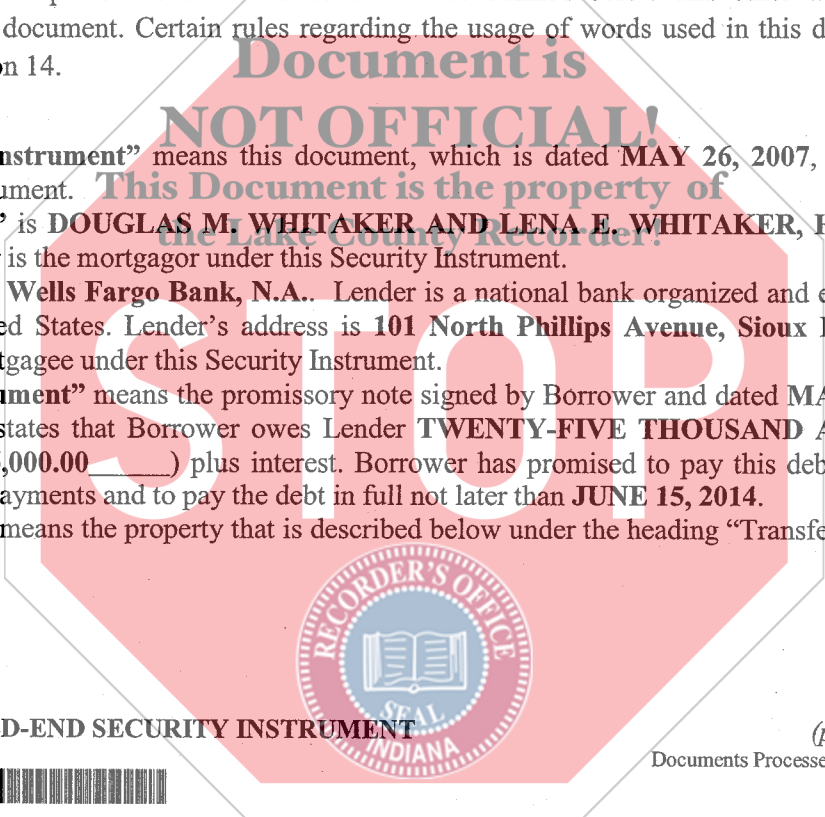 document. Certain rules regarding the usage of words used in this d
on 14.
Document is
NOT OFFICIAL!
nstrument” means this document, which is dated MAY 26, 2007,
ument.
This Document is the property of
the Lake County Recorder!
” is DOUGLAS M. WHITAKER AND LENA E. WHITAKER, H
is the mortgagor under this Security Instrument.
Wells Fargo Bank, N.A.. Lender is a national bank organized and e
ed States. Lender’s address is 101 North Phillips Avenue, Sioux
tgagee under this Security Instrument.
ument” means the promissory note signed by Borrower and dated MA
states that Borrower owes Lender TWENTY-FIVE THOUSAND A
,000.00______) plus interest. Borrower has promised to pay this deb
ayments and to pay the debt in full not later than JUNE 15, 2014.
means the property that is described below under the heading “Transfe
STOP
RECORDER'S OFFICE
SEAL
INDIANA
D-END SECURITY INSTRUMENT
Documents Processe